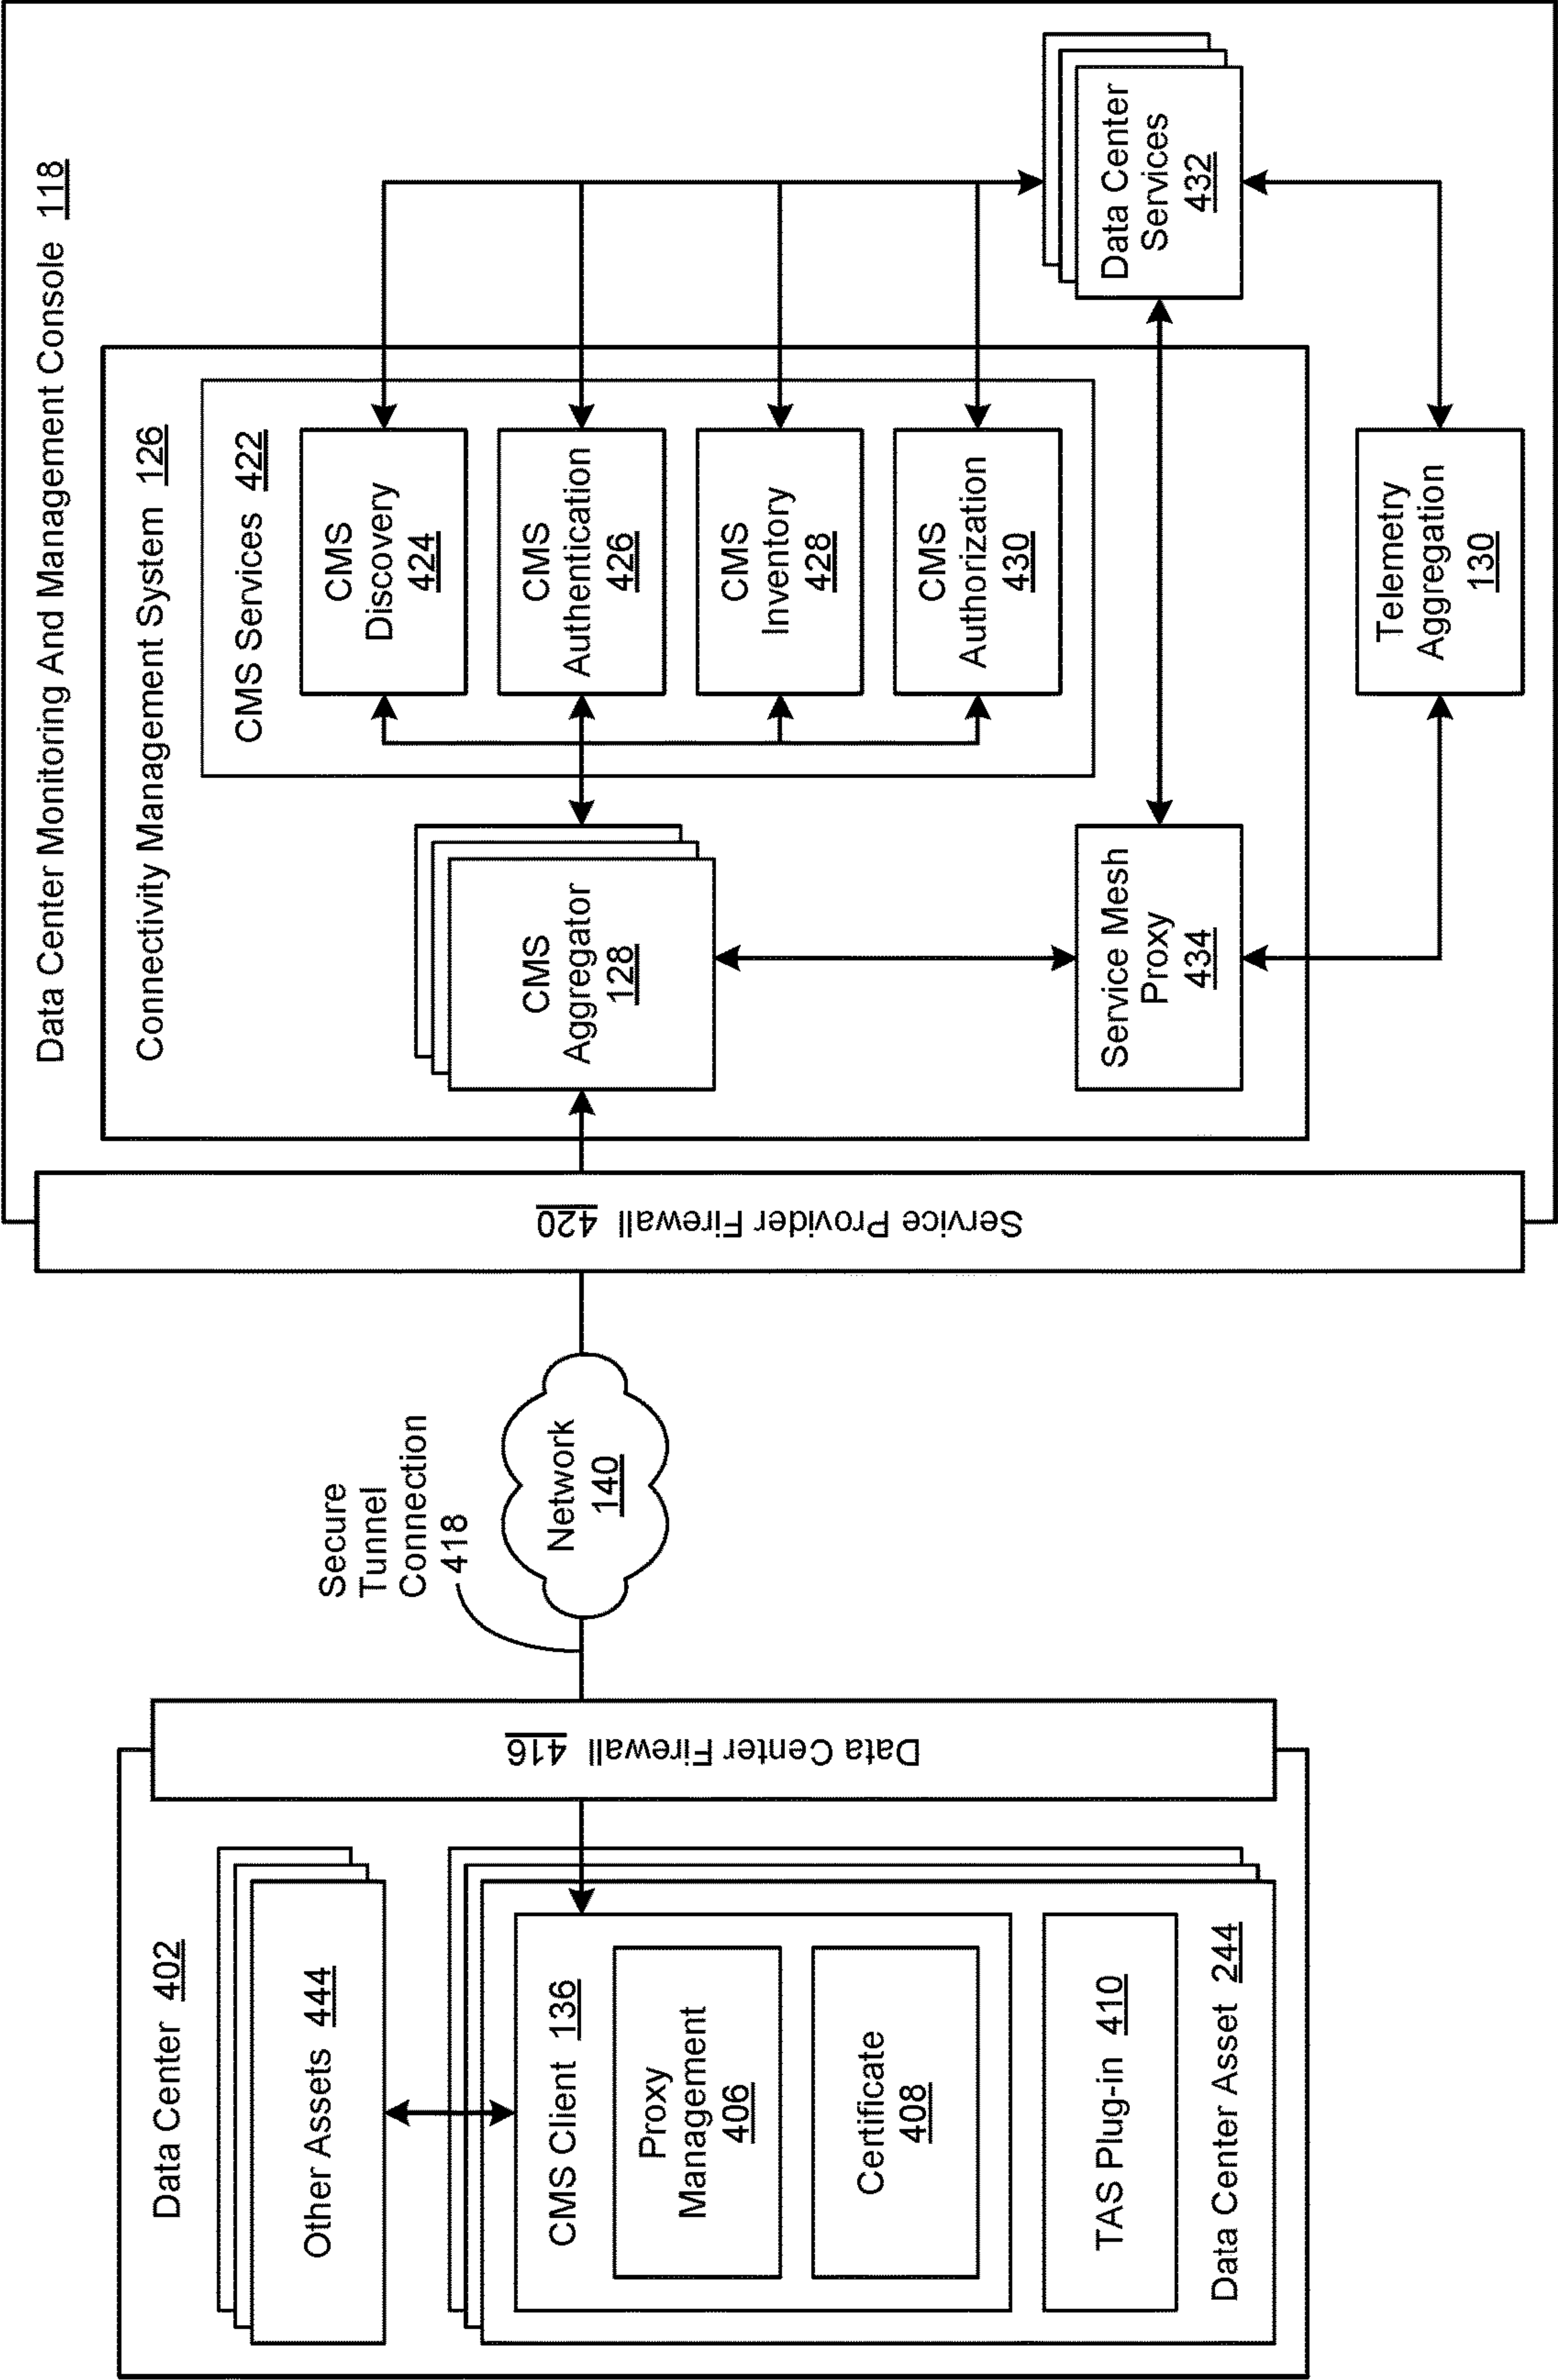 Data Center 402
Other Assets 444
CMS Client 136
Proxy
Management
406
Certificate
408
TAS Plug-in 410
Data Center Asset 244
Data Center Firewall 416
Secure
Tunnel
Connection
418
Network
140
Service Provider Firewall 420
Data Center Monitoring And Management Console 118
Connectivity Management System 126
CMS
Aggregator
128
CMS Services 422
CMS
Discovery
424
CMS
Authentication
426
CMS
Inventory
428
CMS
Authorization
430
Service Mesh
Proxy
434
Data Center
Services
432
Telemetry
Aggregation
130